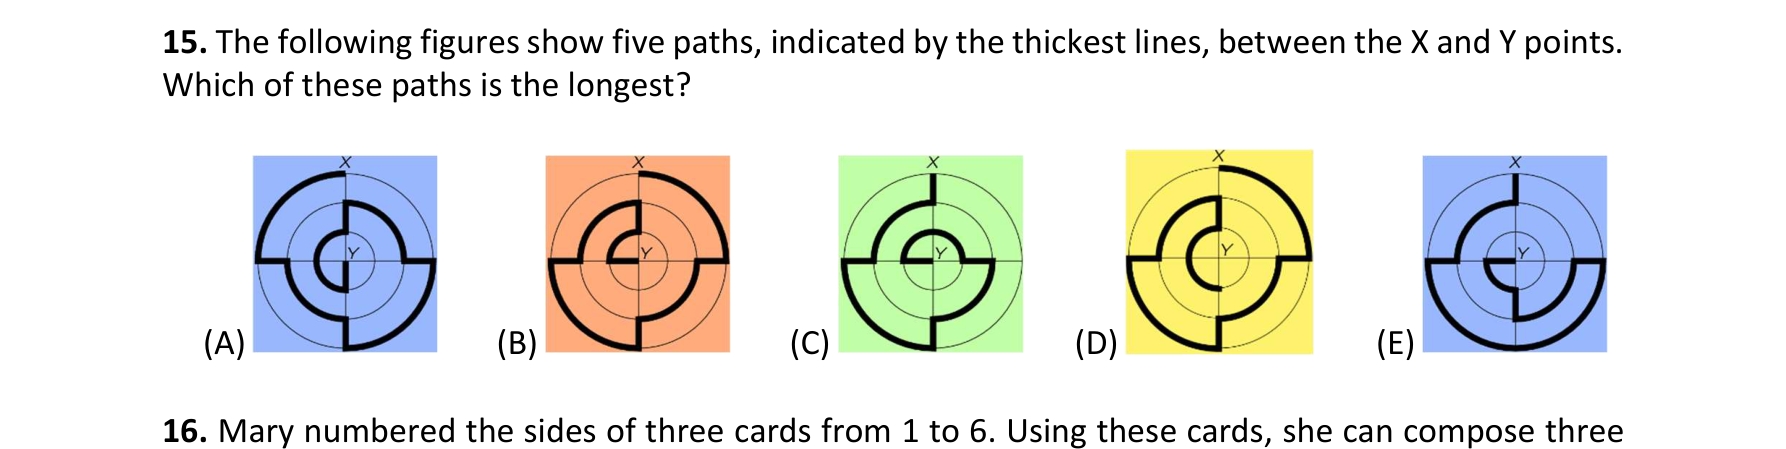 15. The following figures show five paths, indicated by the thickest lines, between the X and Y points.
Which of these paths is the longest?
X X X X X
Y Y Y Y Y
(A) (B) (C) (D) (E)
16. Mary numbered the sides of three cards from 1 to 6. Using these cards, she can compose three